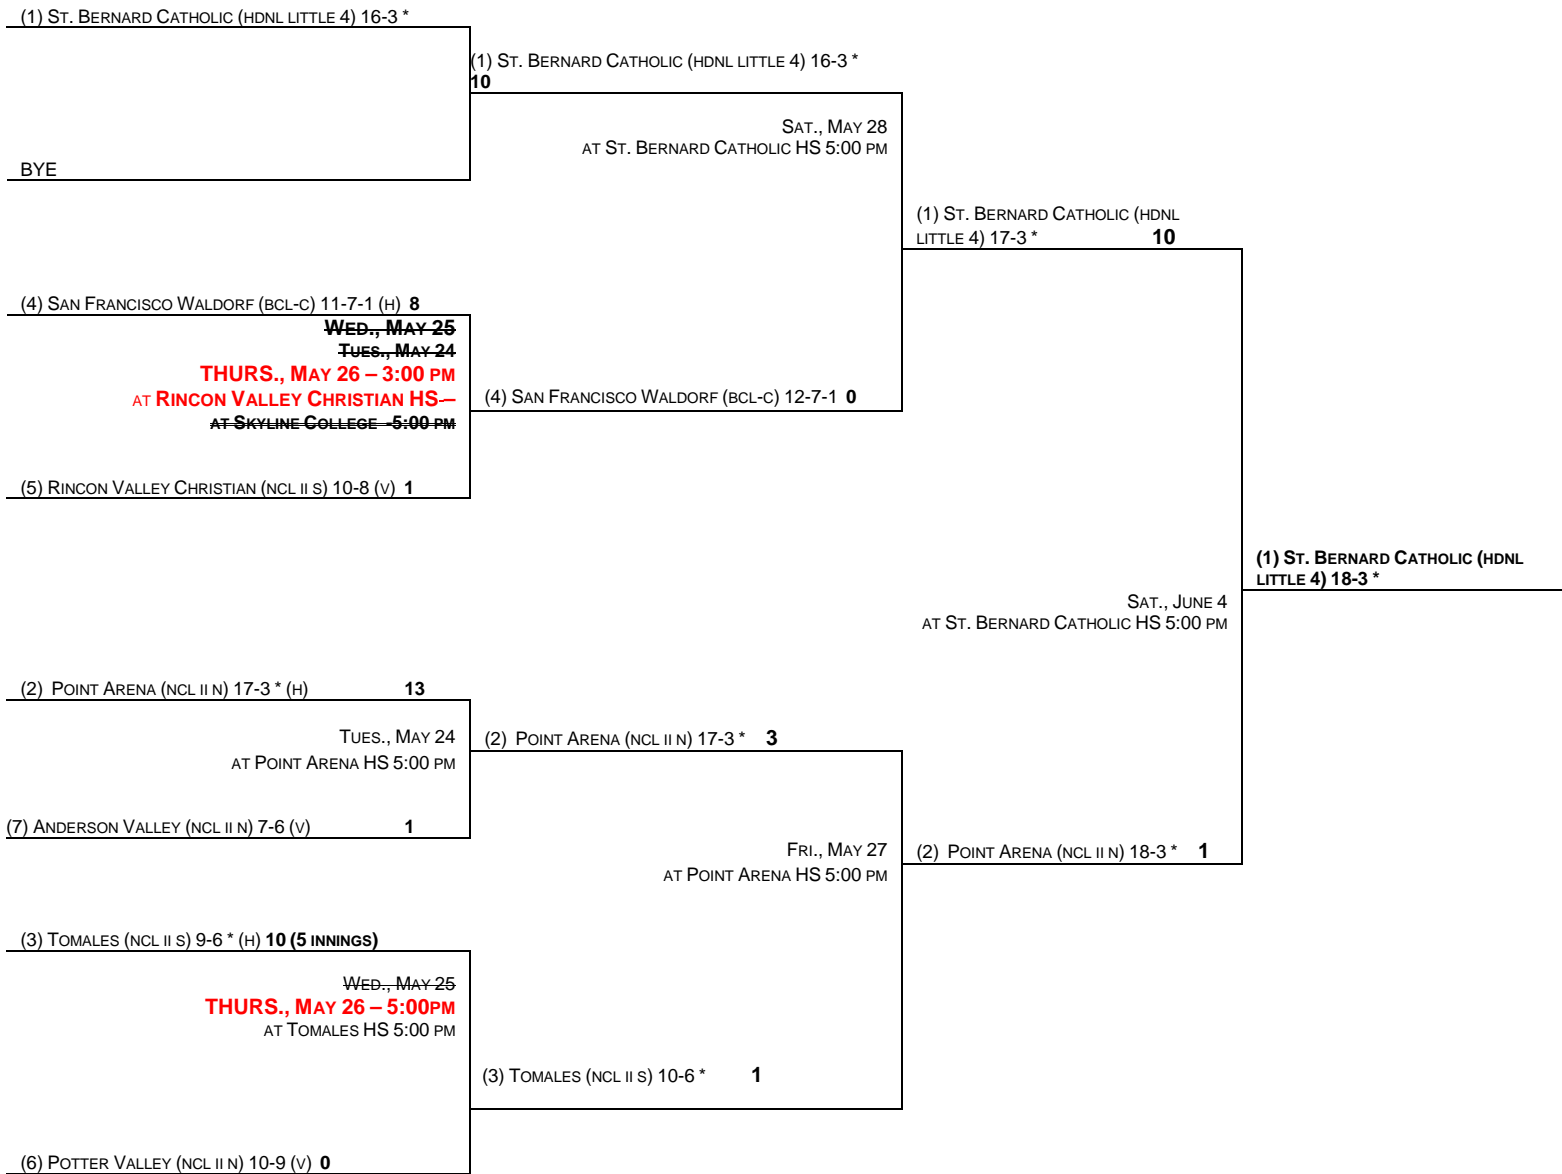 (1) St. Bernard Catholic (hdnl little 4) 16-3 *
(1) St. Bernard Catholic (hdnl little 4) 16-3 *
10
Sat., May 28
at St. Bernard Catholic HS 5:00 pm
BYE
(1) St. Bernard Catholic (hdnl
little 4) 17-3 * 10
(4) San Francisco Waldorf (bcl-c) 11-7-1 (h) 8
Wed., May 25
Tues., May 24
THURS., May 26 – 3:00 pm
at Rincon Valley Christian HS –
at Skyline College -5:00 pm
(4) San Francisco Waldorf (bcl-c) 12-7-1 0
(5) Rincon Valley Christian (ncl ii s) 10-8 (v) 1
(1) St. Bernard Catholic (hdnl
little 4) 18-3 *
Sat., June 4
at St. Bernard Catholic HS 5:00 pm
(2) Point Arena (ncl ii n) 17-3 * (h) 13
Tues., May 24
at Point Arena HS 5:00 pm
(2) Point Arena (ncl ii n) 17-3 * 3
(7) Anderson Valley (ncl ii n) 7-6 (v) 1
Fri., May 27
at Point Arena HS 5:00 pm
(2) Point Arena (ncl ii n) 18-3 * 1
(3) Tomales (ncl ii s) 9-6 * (h) 10 (5 innings)
Wed., May 25
THURS., May 26 – 5:00pm
at Tomales HS 5:00 pm
(3) Tomales (ncl ii s) 10-6 * 1
(6) Potter Valley (ncl ii n) 10-9 (v) 0